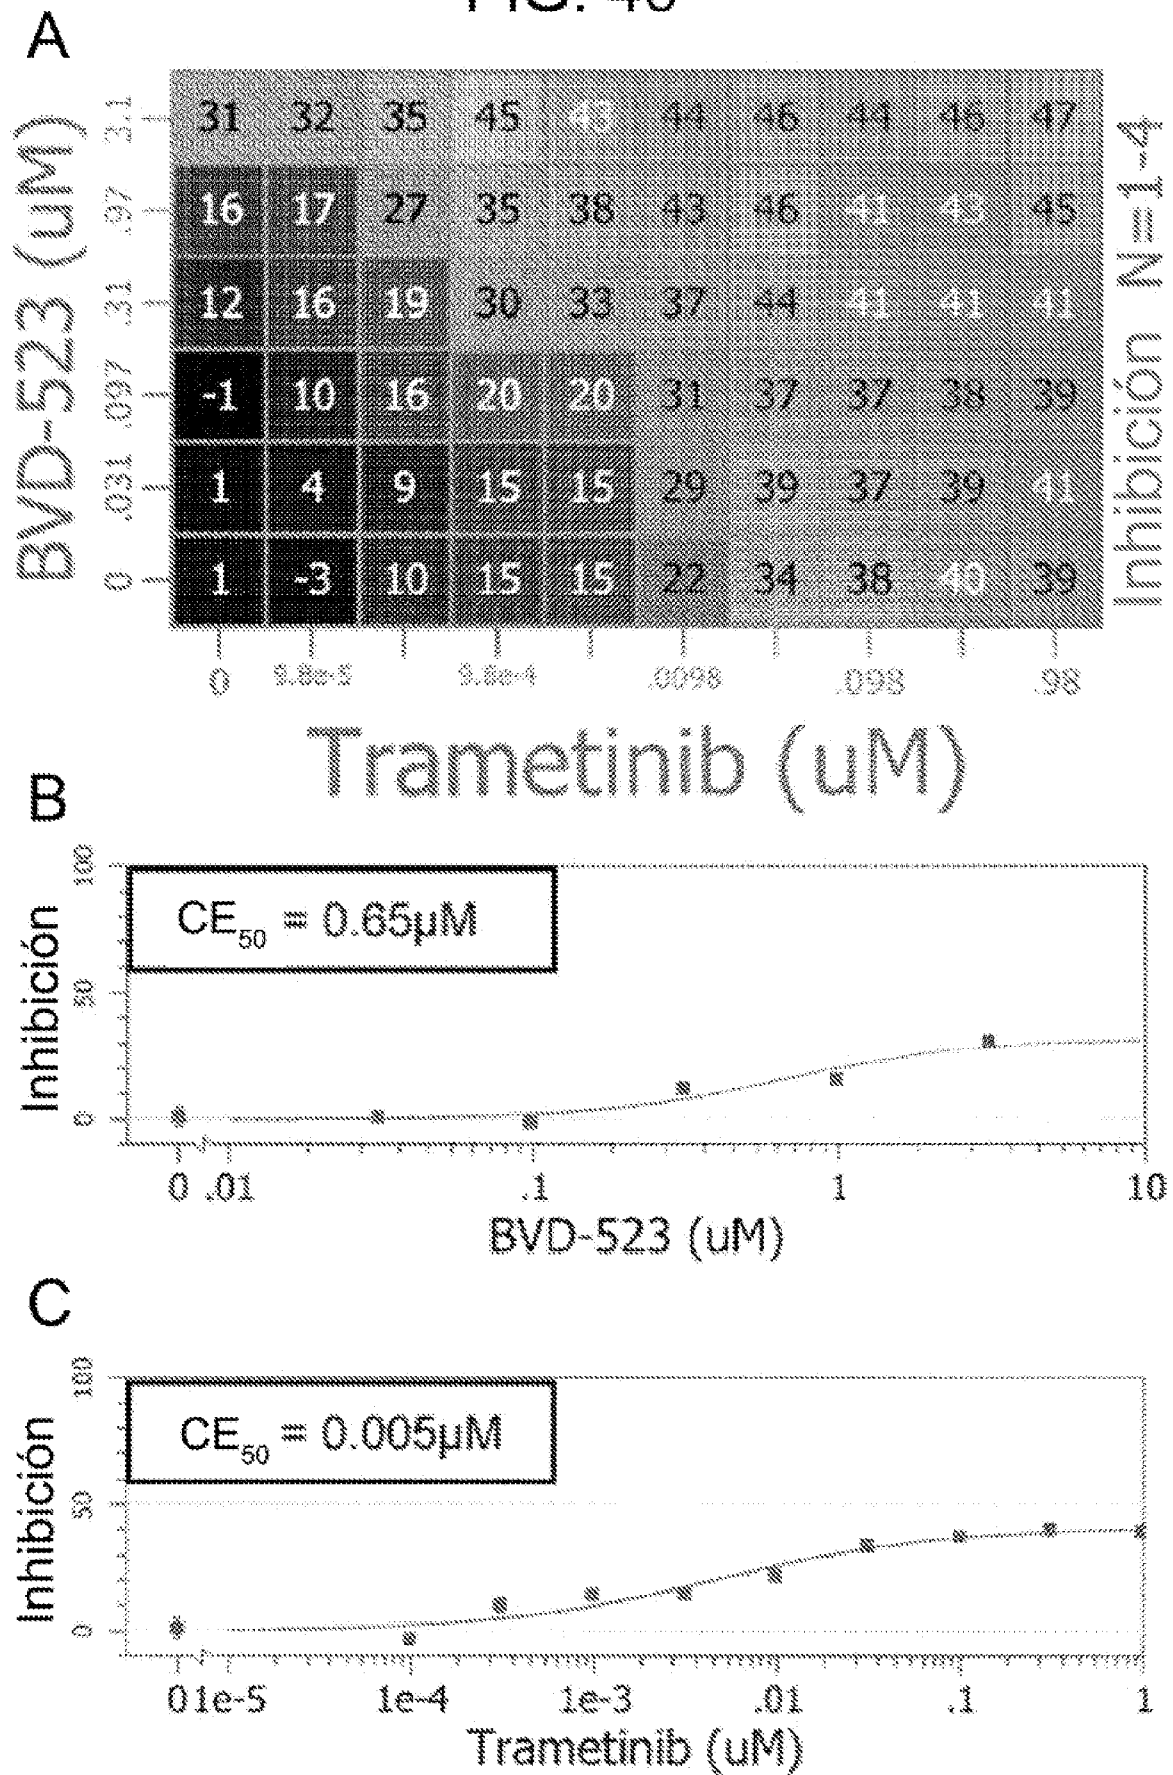 A
BVD-523 (uM)
3.1 31 32 35 45 43 44 46 44 46 47
.97 16 17 27 35 38 43 46 41 43 45
.31 12 16 19 30 33 37 44 41 41 41
.097 -1 10 16 20 20 31 37 37 38 39
.031 1 4 9 15 15 29 39 37 39 41
0 1 -3 10 15 15 22 34 38 40 39
0 9.8e-5 9.8e-4 .0098 .098 .98
Trametinib (uM)
Inhibición N=1-4
B
Inhibición
100
50
0
CE50 = 0.65µM
0 .01 .1 1 10
BVD-523 (uM)
C
Inhibición
100
50
0
CE50 = 0.005µM
0 1e-5 1e-4 1e-3 .01 .1 1
Trametinib (uM)